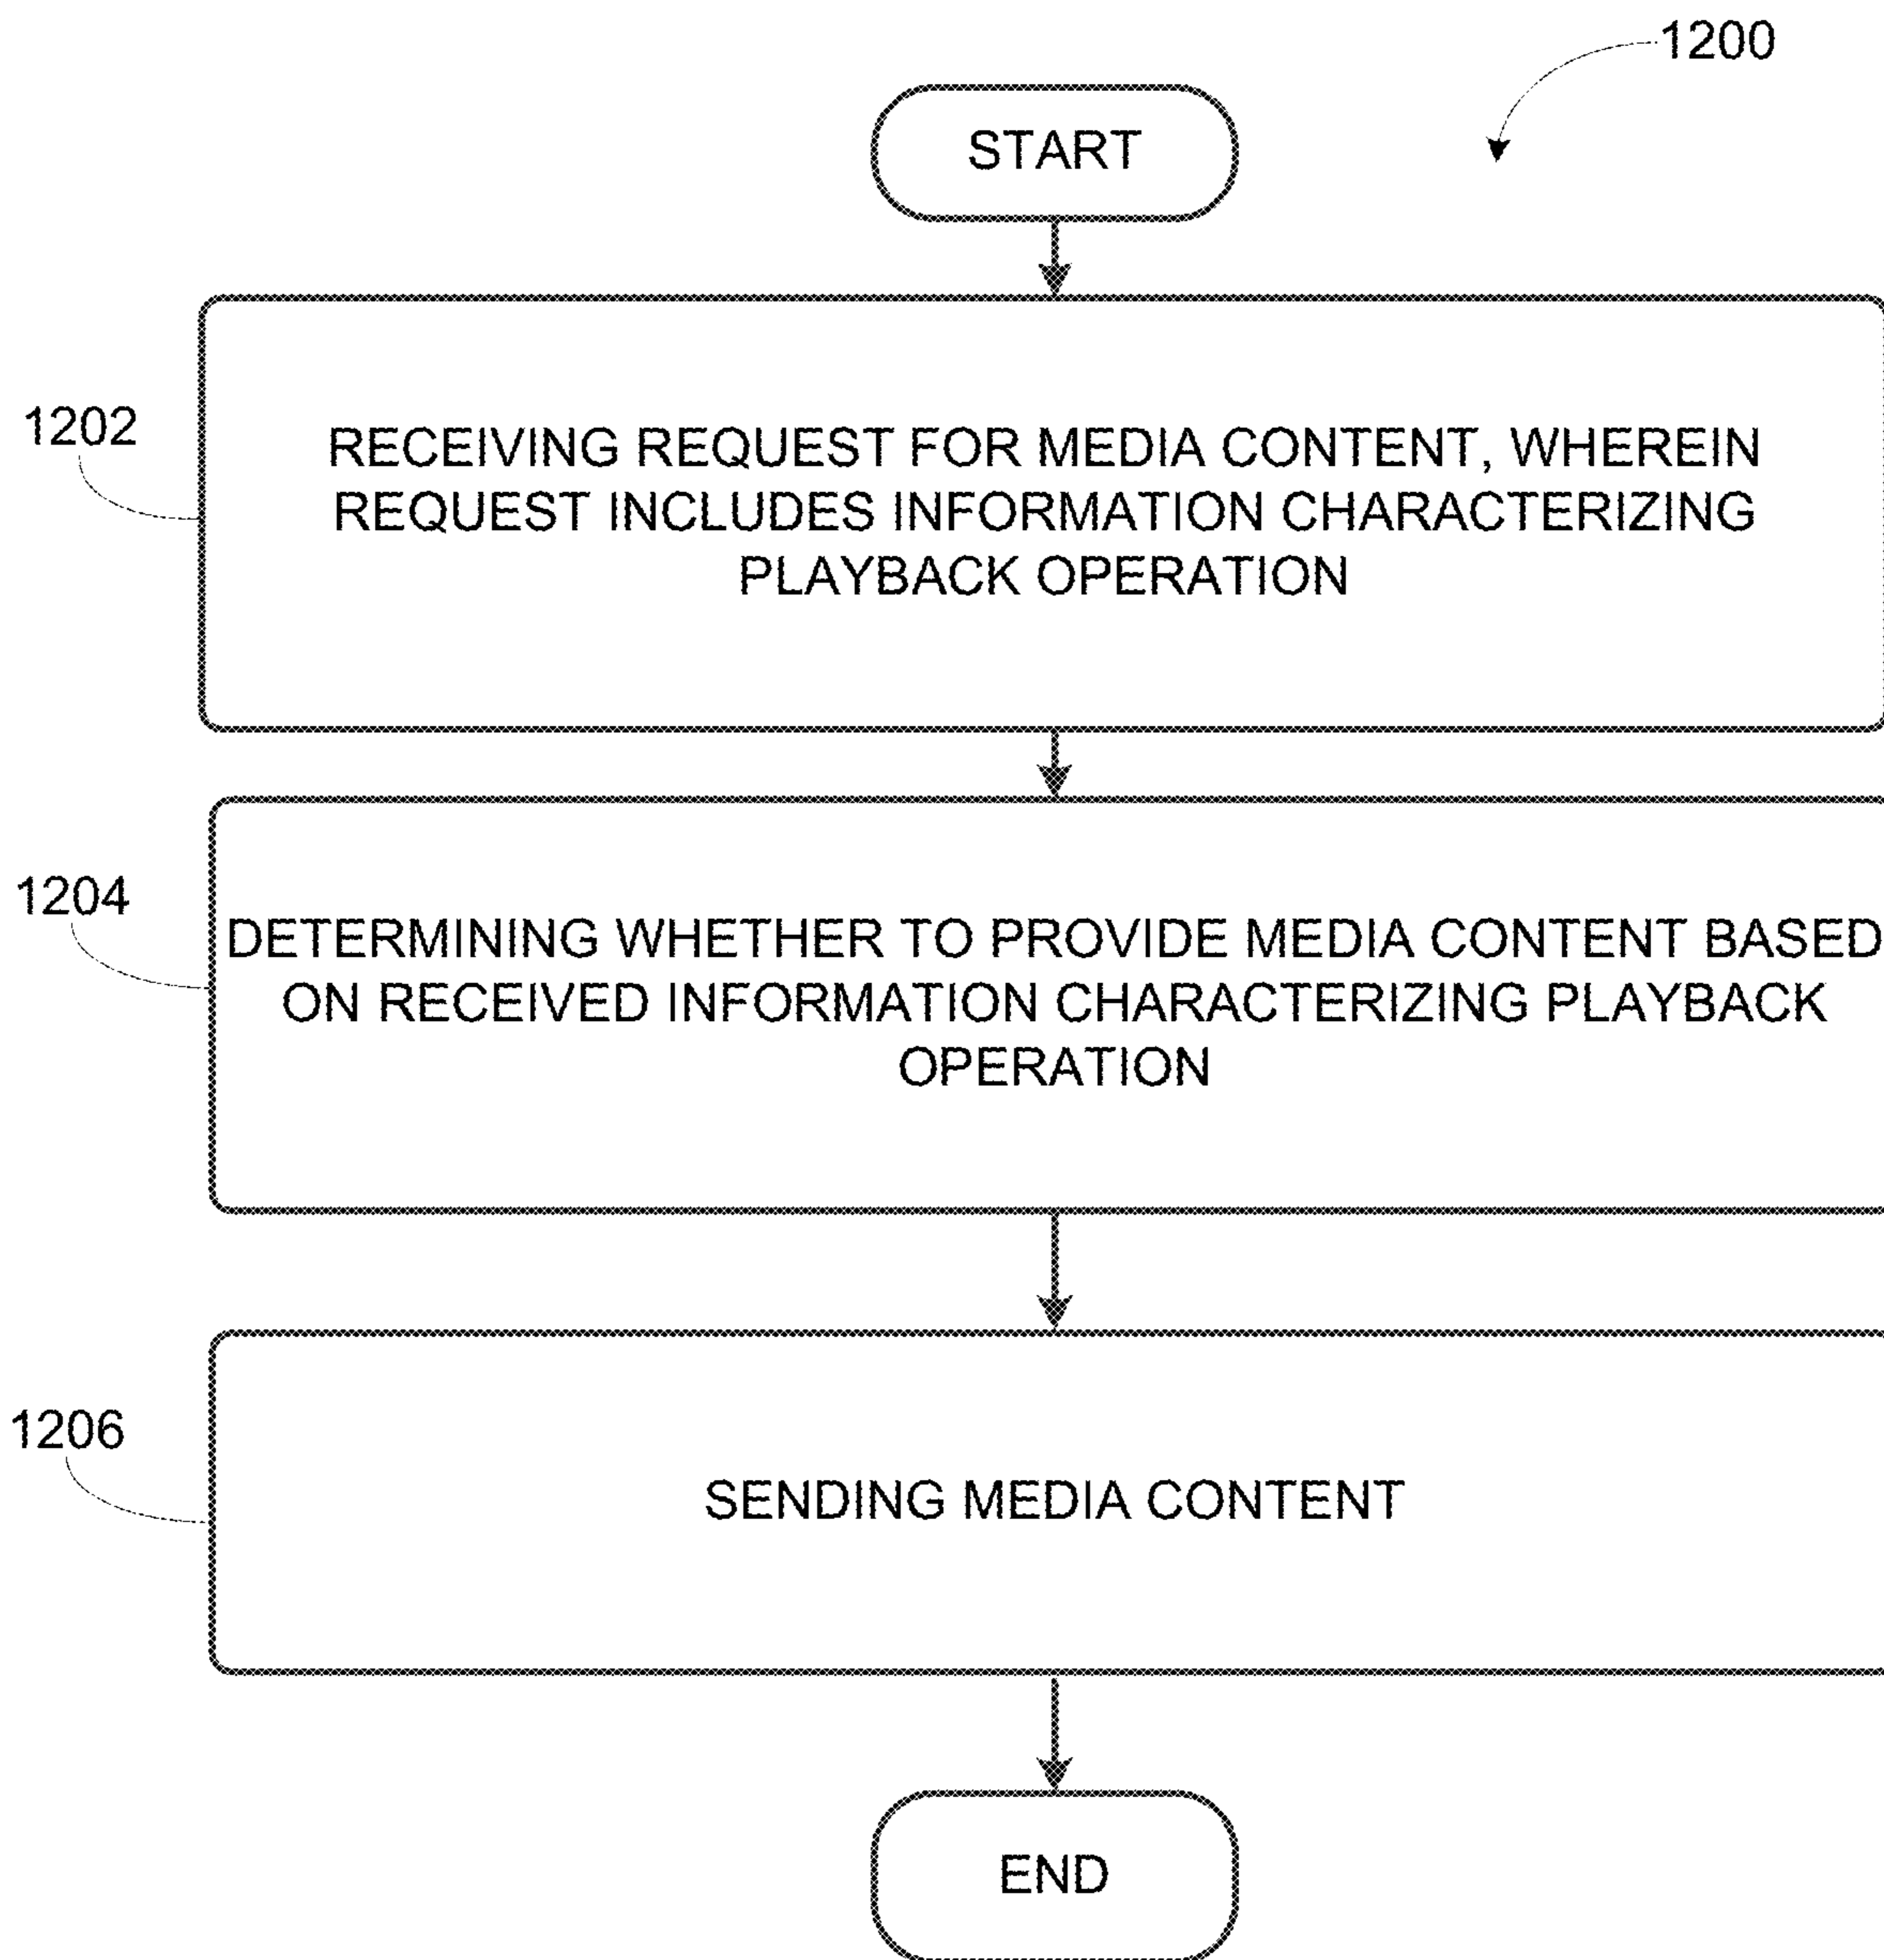 1200
START
1202
RECEIVING REQUEST FOR MEDIA CONTENT, WHEREIN
REQUEST INCLUDES INFORMATION CHARACTERIZING
PLAYBACK OPERATION
1204
DETERMINING WHETHER TO PROVIDE MEDIA CONTENT BASED
ON RECEIVED INFORMATION CHARACTERIZING PLAYBACK
OPERATION
1206
SENDING MEDIA CONTENT
END